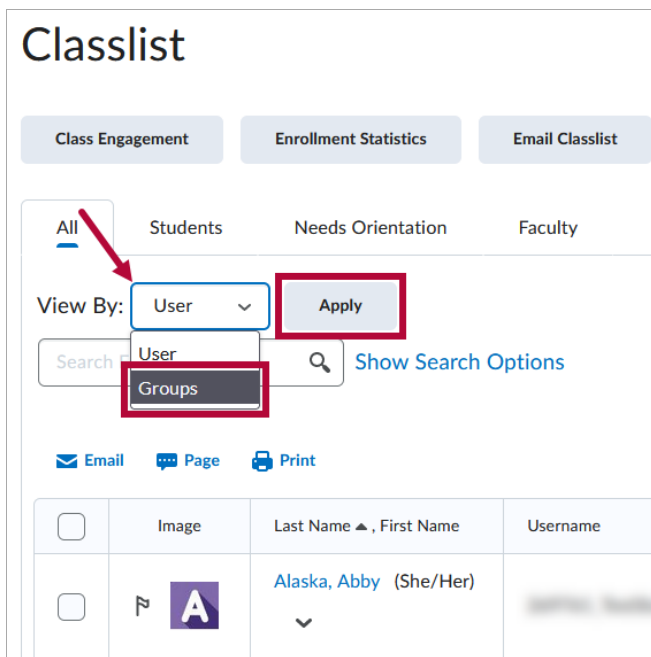 Classlist
Class Engagement Enrollment Statistics Email Classlist
All Students Needs Orientation Faculty
View By: User Apply
User
Search Show Search Options
Groups
Email Page Print
Image Last Name , First Name Username
Alaska, Abby (She/Her)
A